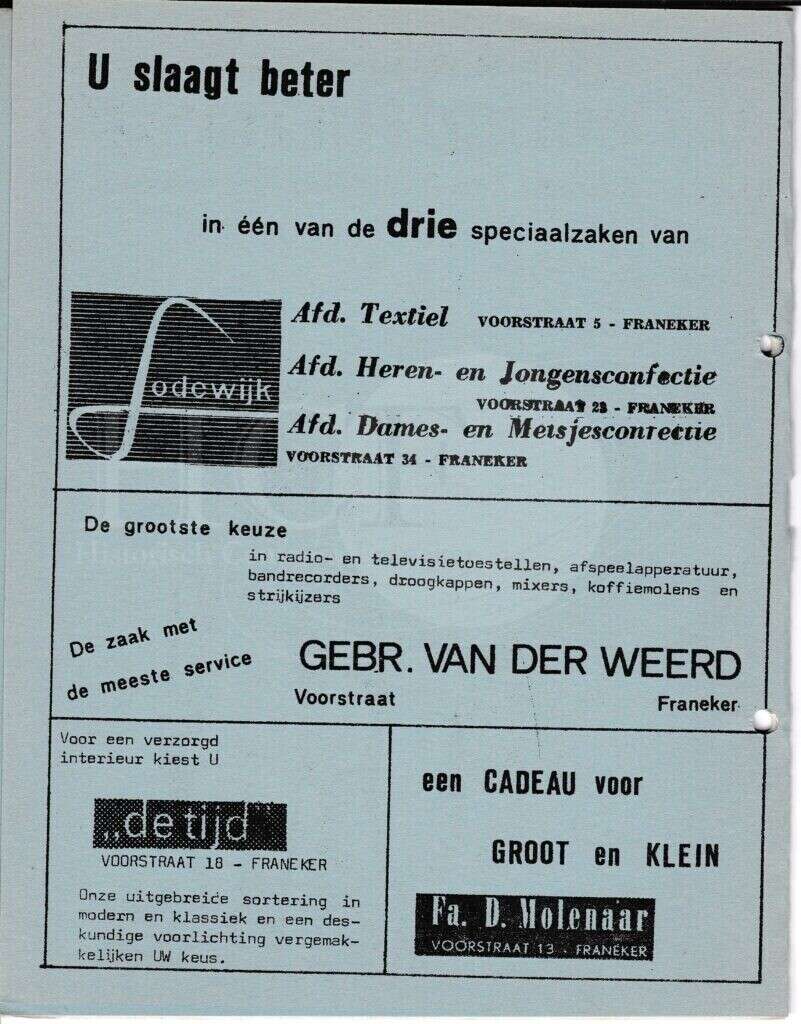 U slaagt beter
in één van de drie speciaalzaken van
Lodewijk
Afd. Textiel VOORSTRAAT 5 - FRANEKER
Afd. Heren- en Jongensconfectie
VOORSTRAAT 23 - FRANEKER
Afd. Dames- en Meisjesconfectie
VOORSTRAAT 34 - FRANEKER
De grootste keuze
in radio- en televisietoestellen, afspeelapperatuur,
bandrecorders, droogkappen, mixers, koffiemolens en
strijkijzers
De zaak met
de meeste service
GEBR. VAN DER WEERD
Voorstraat Franeker
Voor een verzorgd
interieur kiest U
„de tijd”
VOORSTRAAT 18 - FRANEKER
Onze uitgebreide sortering in
modern en klassiek en een des-
kundige voorlichting vergemak-
kelijken UW keus.
een CADEAU voor
GROOT en KLEIN
Fa. D. Molenaar
VOORSTRAAT 13 - FRANEKER